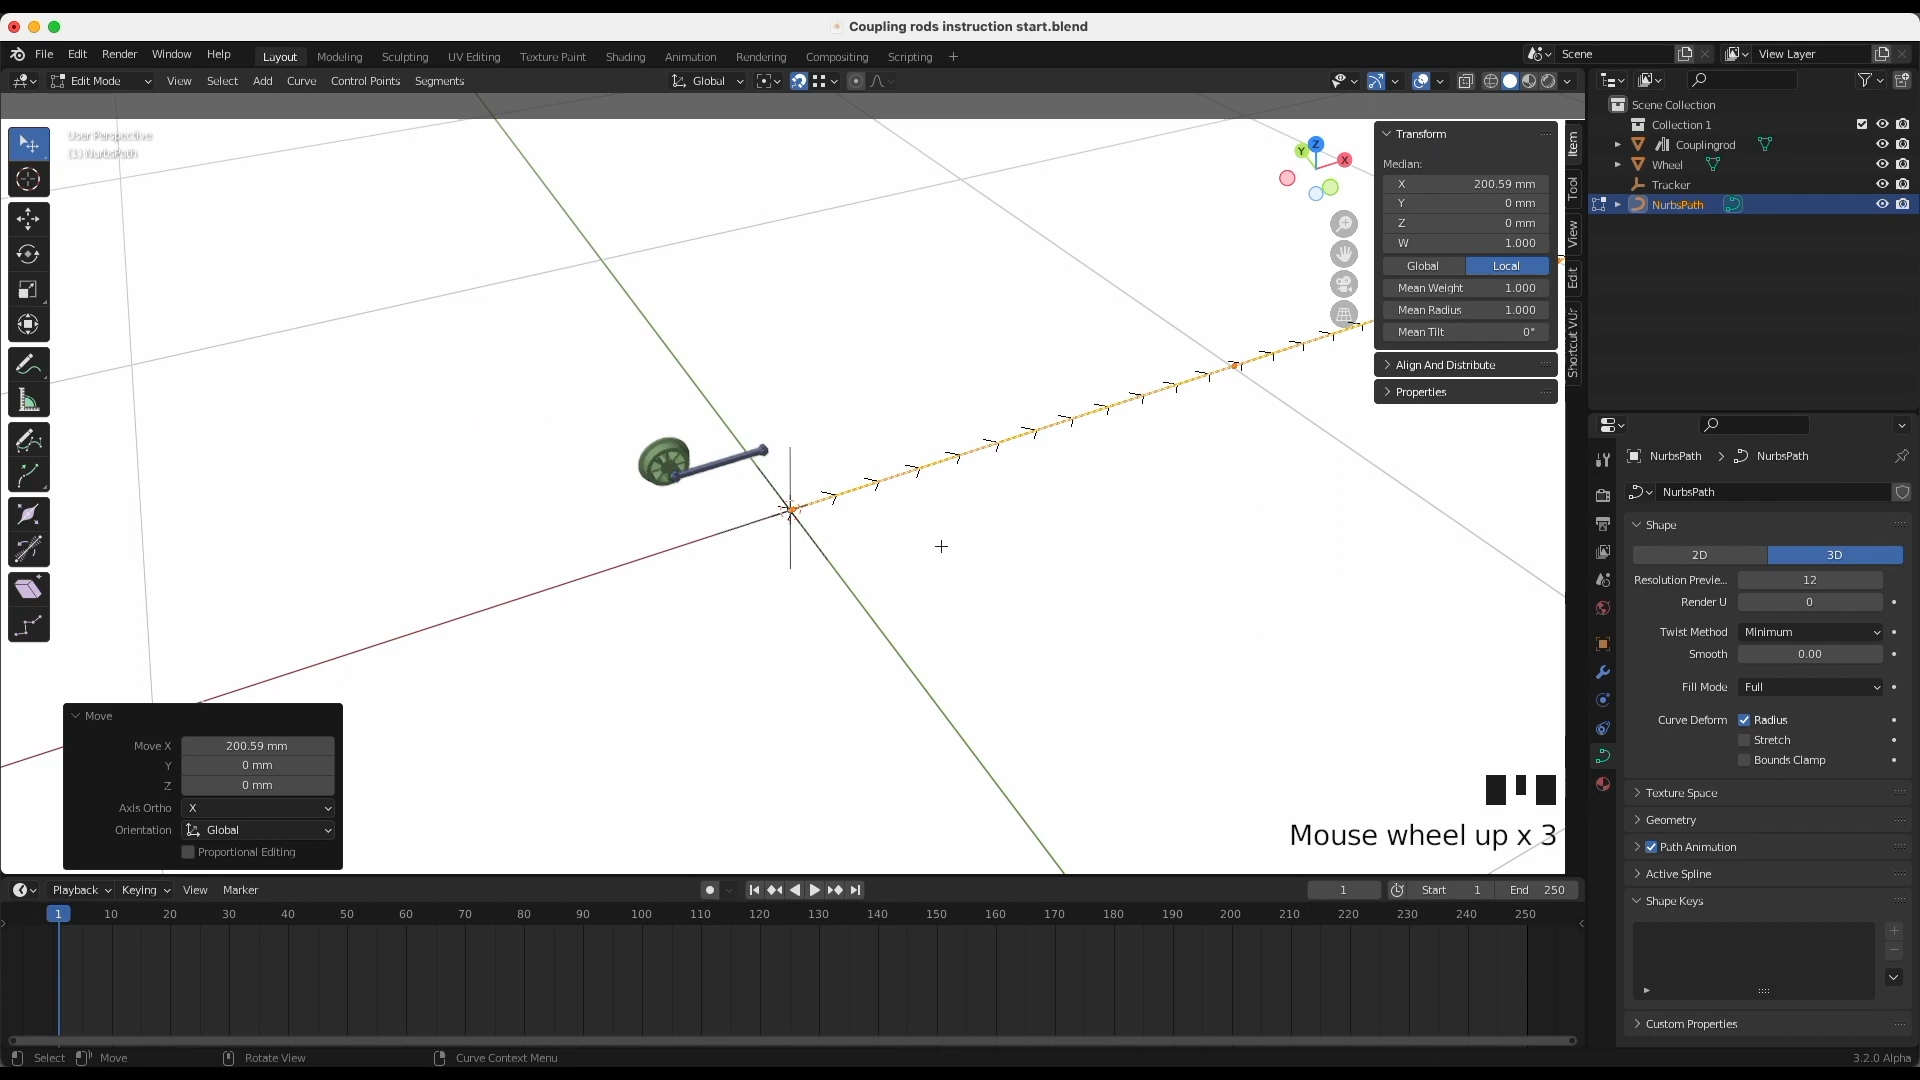 Coupling rods instruction start.blend
File Edit Render Window Help Layout Modeling Sculpting UV Editing Texture Paint Shading Animation Rendering Compositing Scripting + Scene View Layer
Edit Mode View Select Add Curve Control Points Segments Global
User Perspective
(1) NurbsPath
Transform
Median:
X 200.59 mm
Y 0 mm
Z 0 mm
W 1.000
Global Local
Mean Weight 1.000
Mean Radius 1.000
Mean Tilt 0°
Align And Distribute
Properties
Item
Tool
View
Edit
Shortcut VUr
Z
Y
X
Scene Collection
Collection 1
Couplingrod
Wheel
Tracker
NurbsPath
NurbsPath NurbsPath
NurbsPath
Shape
2D 3D
Resolution Previe... 12
Render U 0
Twist Method Minimum
Smooth 0.00
Fill Mode Full
Curve Deform Radius
Stretch
Bounds Clamp
Texture Space
Geometry
Path Animation
Active Spline
Shape Keys
Custom Properties
Move
Move X 200.59 mm
Y 0 mm
Z 0 mm
Axis Ortho X
Orientation Global
Proportional Editing
Mouse wheel up x 3
Playback Keying View Marker 1 Start 1 End 250
1 10 20 30 40 50 60 70 80 90 100 110 120 130 140 150 160 170 180 190 200 210 220 230 240 250
Select Move Rotate View Curve Context Menu 3.2.0 Alpha